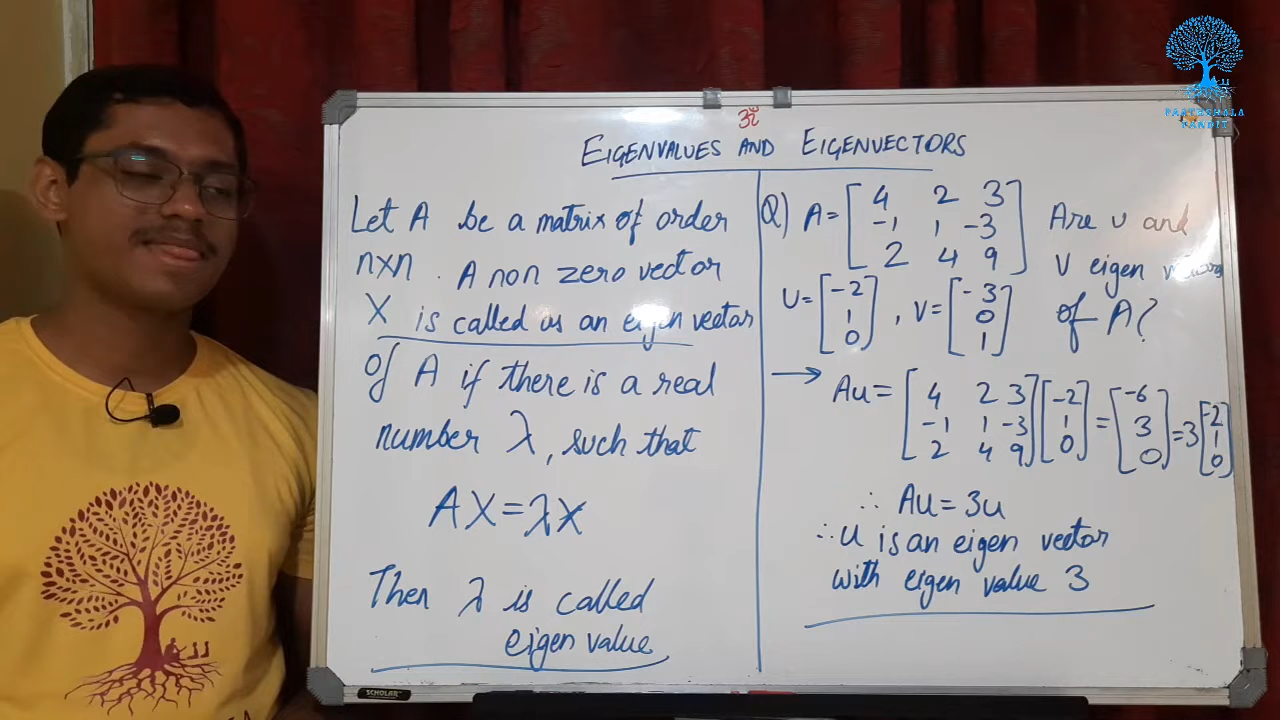 PAATHSHALA
PANDIT
ॐ
EIGENVALUES AND EIGENVECTORS
Let A be a matrix of order
n×n. A non zero vector
X is called as an eigen vector
of A if there is a real
number λ, such that
AX=λX
Then λ is called
eigen value
Q) A= [4 2 3; -1 1 -3; 2 4 9] Are u and
v eigen
U= [-2; 1; 0], V= [-3; 0; 1] of A?
→ Au = [4 2 3; -1 1 -3; 2 4 9] [-2; 1; 0] = [-6; 3; 0] = 3 [-2; 1; 0]
∴ Au = 3u
∴ u is an eigen vector
with eigen value 3
SCHOLAR